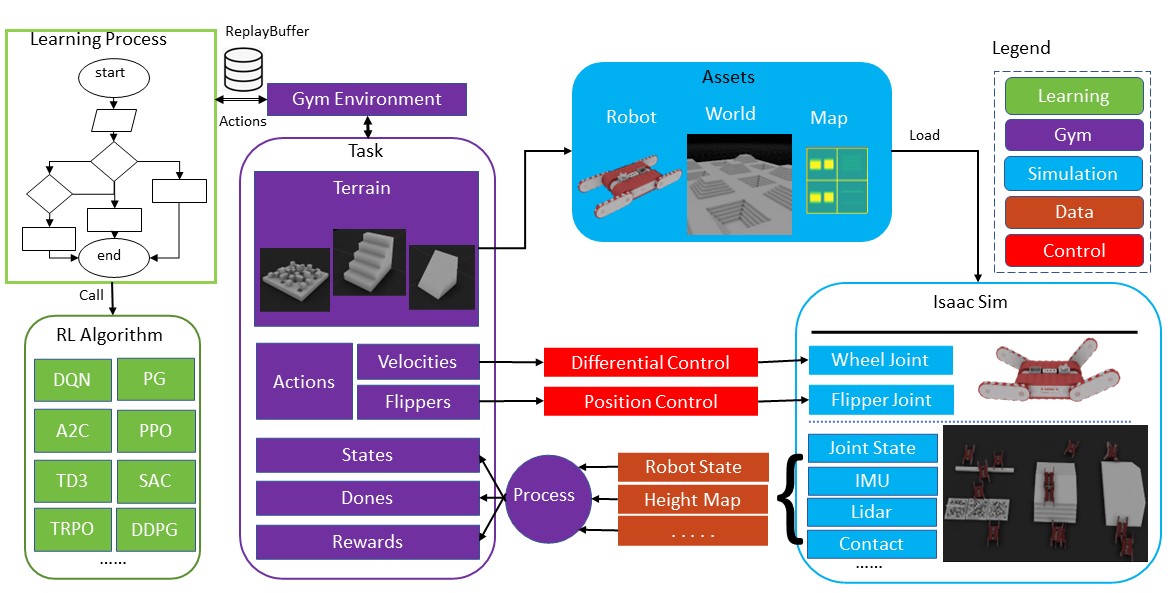 Learning Process
start
end
ReplayBuffer
Actions
Gym Environment
Call
RL Algorithm
DQN
PG
A2C
PPO
TD3
SAC
TRPO
DDPG
......
Task
Terrain
Actions
Velocities
Flippers
States
Dones
Rewards
Assets
Robot
World
Map
Load
Legend
Learning
Gym
Simulation
Data
Control
Differential Control
Position Control
Process
Robot State
Height Map
. . . . .
Isaac Sim
Wheel Joint
Flipper Joint
Joint State
IMU
Lidar
Contact
......